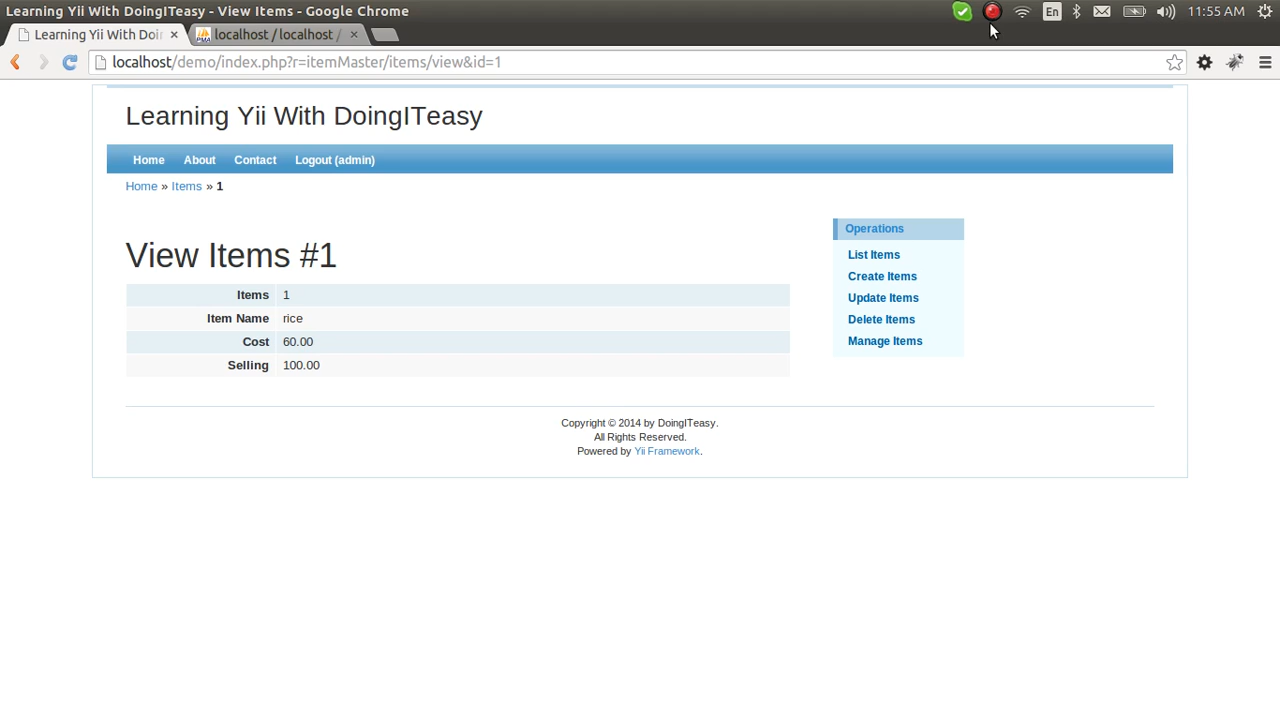 Learning Yii With DoingITeasy - View Items - Google Chrome
En
11:55 AM
Learning Yii With Doin
localhost / localhost /
localhost/demo/index.php?r=itemMaster/items/view&id=1
Learning Yii With DoingITeasy
Home About Contact Logout (admin)
Home » Items » 1
View Items #1
Items 1
Item Name rice
Cost 60.00
Selling 100.00
Operations
List Items
Create Items
Update Items
Delete Items
Manage Items
Copyright © 2014 by DoingITeasy.
All Rights Reserved.
Powered by Yii Framework.